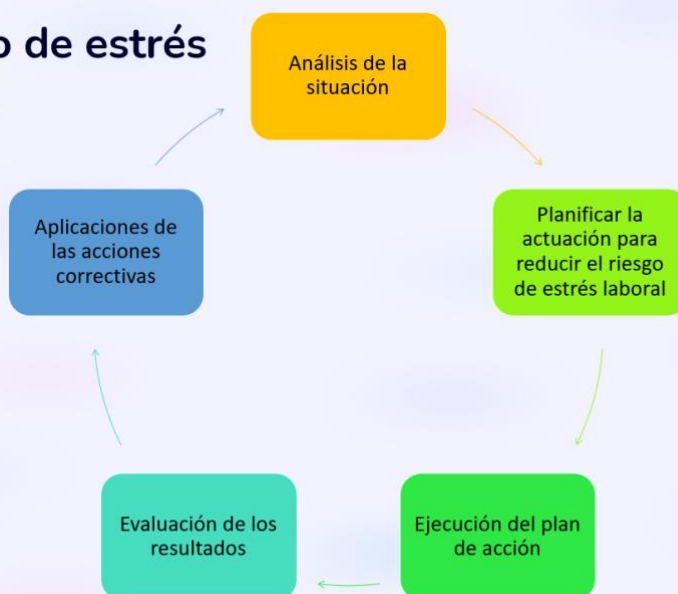 o de estrés
Análisis de la
situación
Planificar la
actuación para
reducir el riesgo
de estrés laboral
Ejecución del plan
de acción
Evaluación de los
resultados
Aplicaciones de
las acciones
correctivas